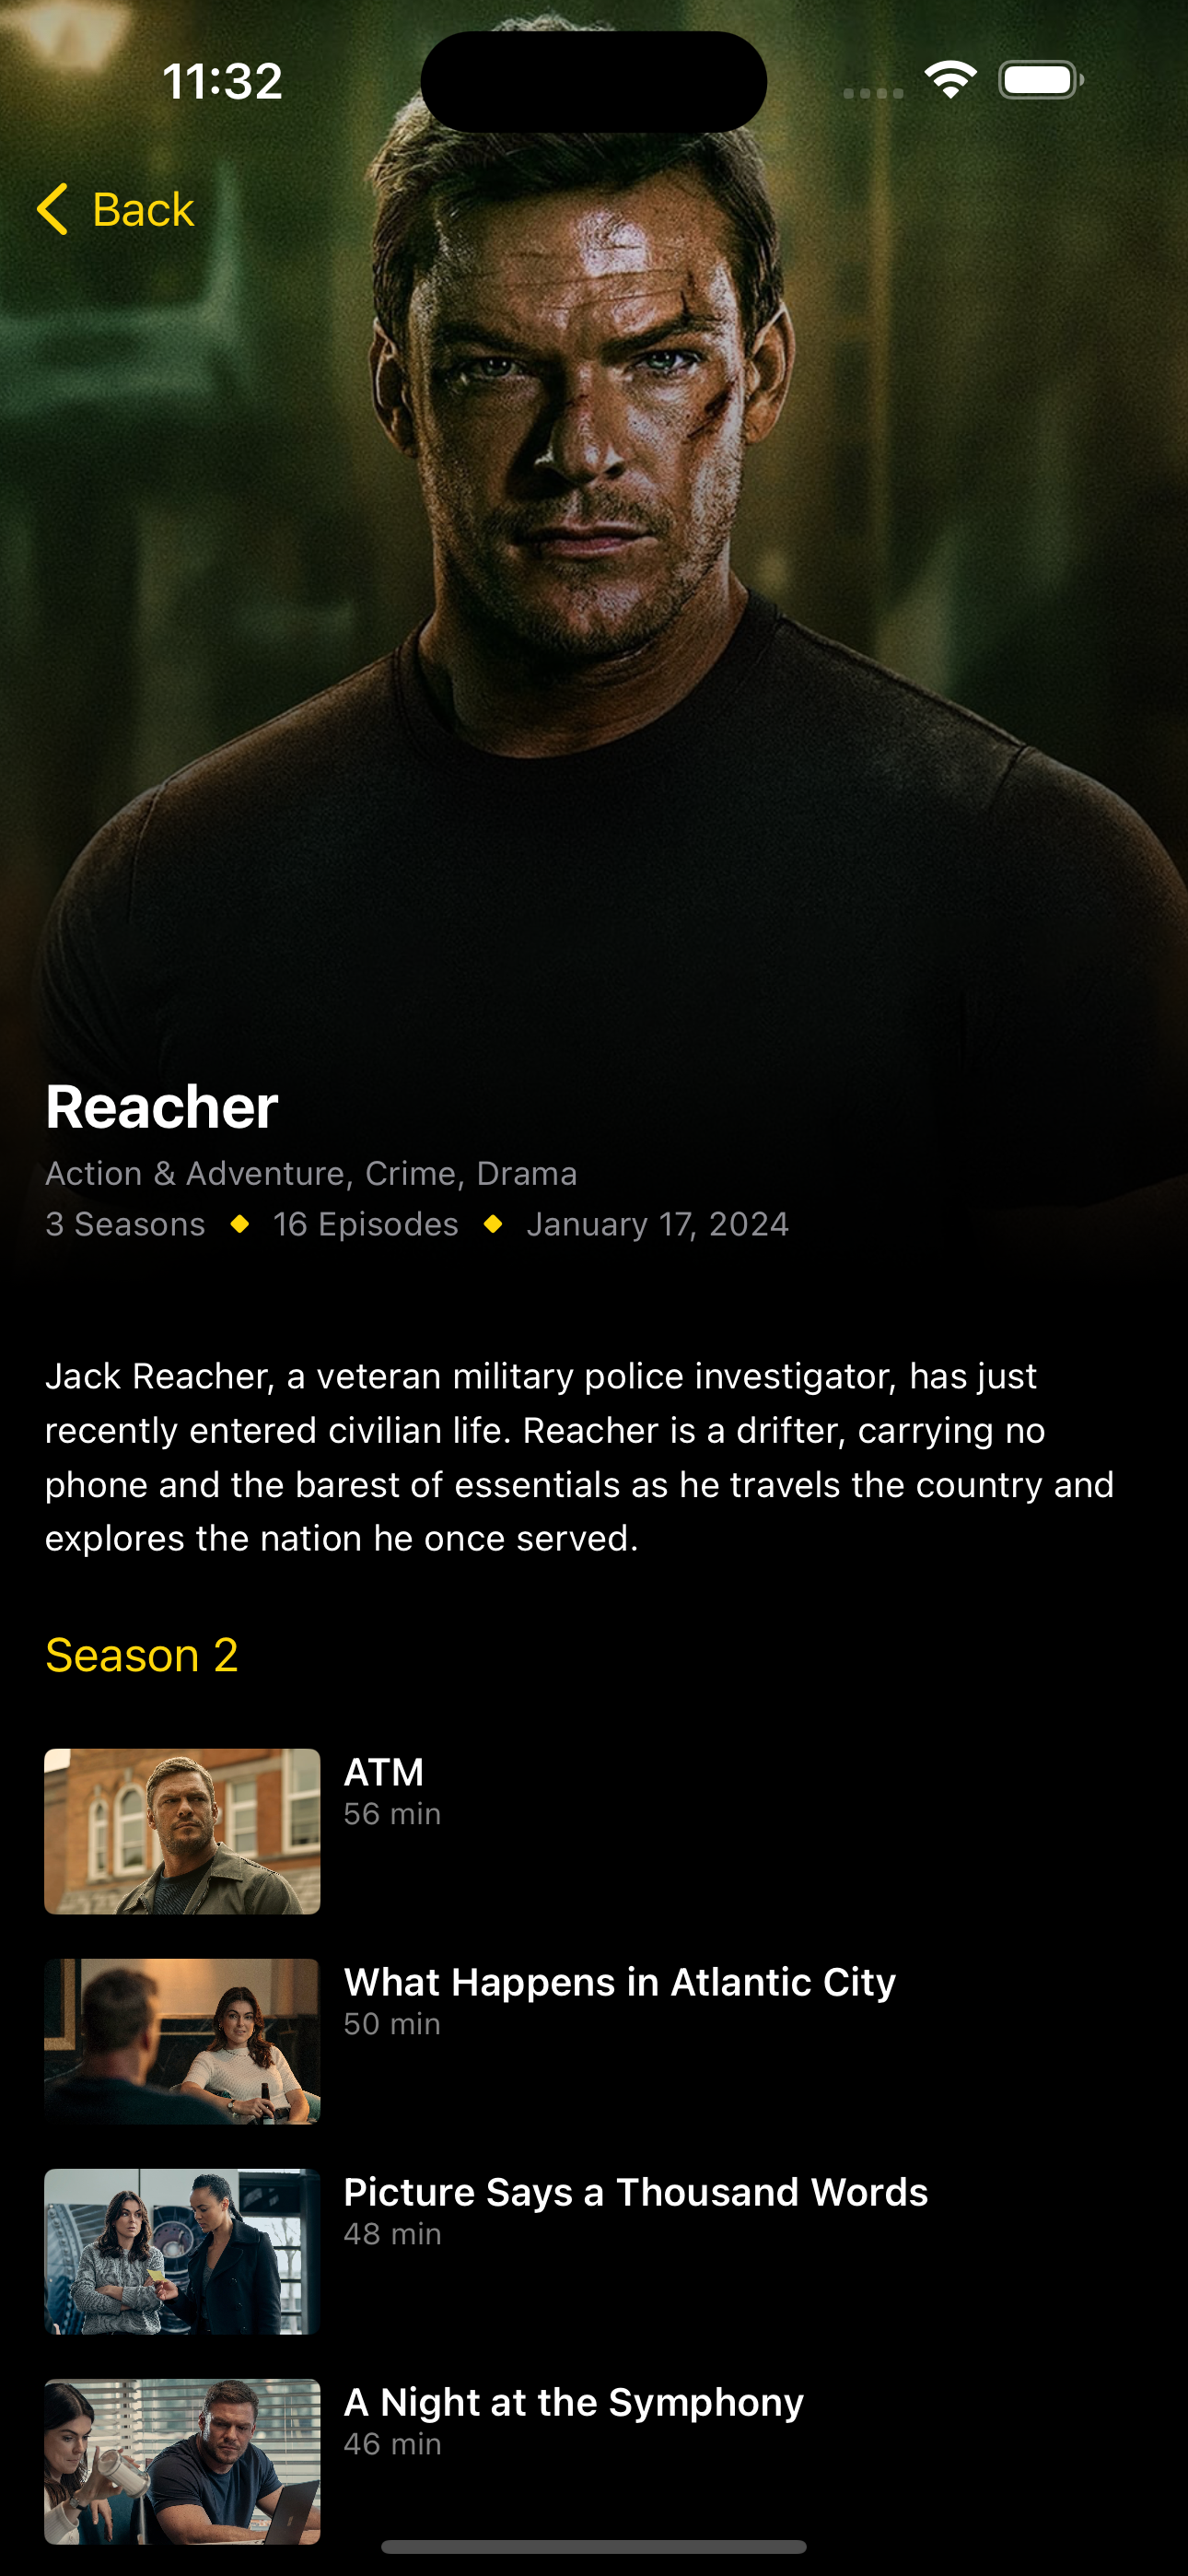 11:32
Back
Reacher
Action & Adventure, Crime, Drama
3 Seasons ◆ 16 Episodes ◆ January 17, 2024
Jack Reacher, a veteran military police investigator, has just
recently entered civilian life. Reacher is a drifter, carrying no
phone and the barest of essentials as he travels the country and
explores the nation he once served.
Season 2
ATM
56 min
What Happens in Atlantic City
50 min
Picture Says a Thousand Words
48 min
A Night at the Symphony
46 min